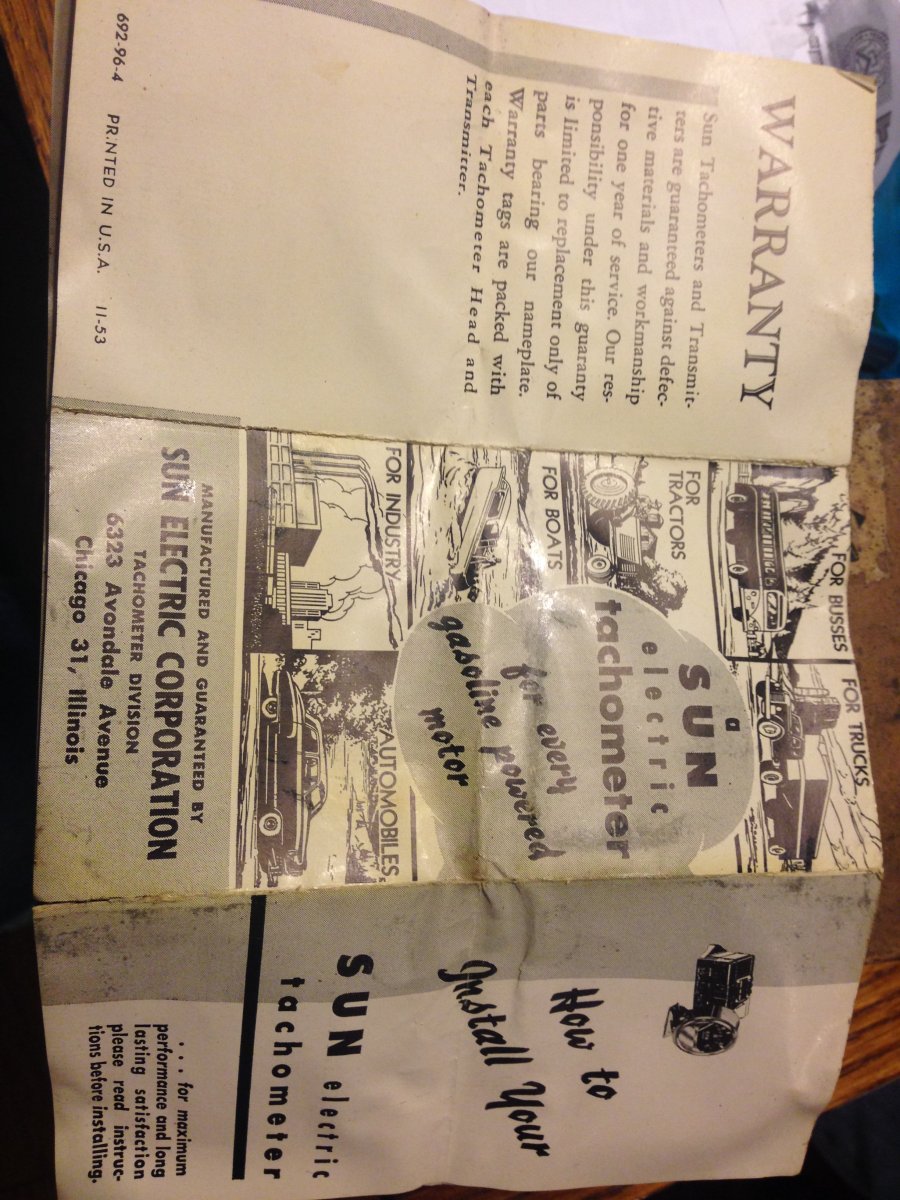 WARRANTY
Sun Tachometers and Transmit-
ters are guaranteed against defec-
tive materials and workmanship
for one year of service. Our res-
ponsibility under this guaranty
is limited to replacement only of
parts bearing our nameplate.
Warranty tags are packed with
each Tachometer Head and
Transmitter.
692-96-4 PRINTED IN U.S.A. 11-53
FOR BUSSES
FOR TRUCKS
FOR
TRACTORS
a
SUN
electric
tachometer
for every
gasoline powered
motor
FOR BOATS
FOR INDUSTRY
AUTOMOBILES
MANUFACTURED AND GUARANTEED BY
SUN ELECTRIC CORPORATION
TACHOMETER DIVISION
6323 Avondale Avenue
Chicago 31, Illinois
How to
Install Your
SUN electric
tachometer
. . . for maximum
performance and long
lasting satisfaction
please read instruc-
tions before installing.